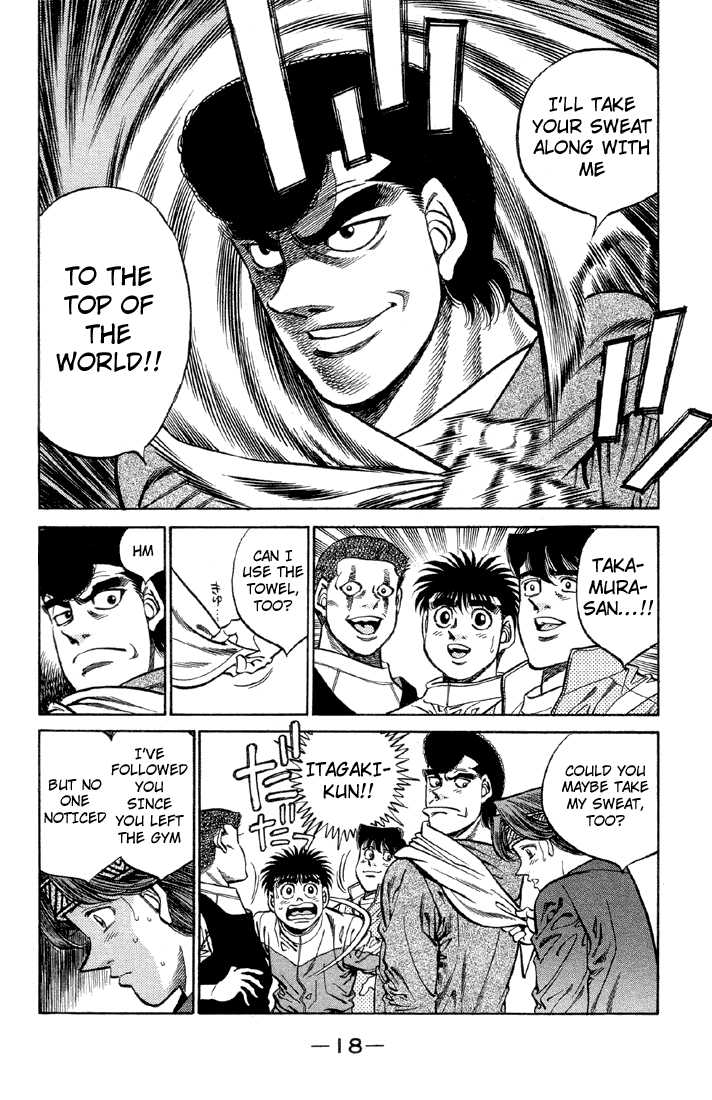 I'LL TAKE
YOUR SWEAT
ALONG WITH
ME
TO THE
TOP OF
THE
WORLD!!
TAKA-
MURA-
SAN...!!
CAN I
USE THE
TOWEL,
TOO?
きゅ
HM
COULD YOU
MAYBE TAKE
MY SWEAT,
TOO?
ITAGAKI-
KUN!!
I'VE
FOLLOWED
YOU
SINCE
YOU LEFT
THE GYM
BUT NO
ONE
NOTICED
—18—